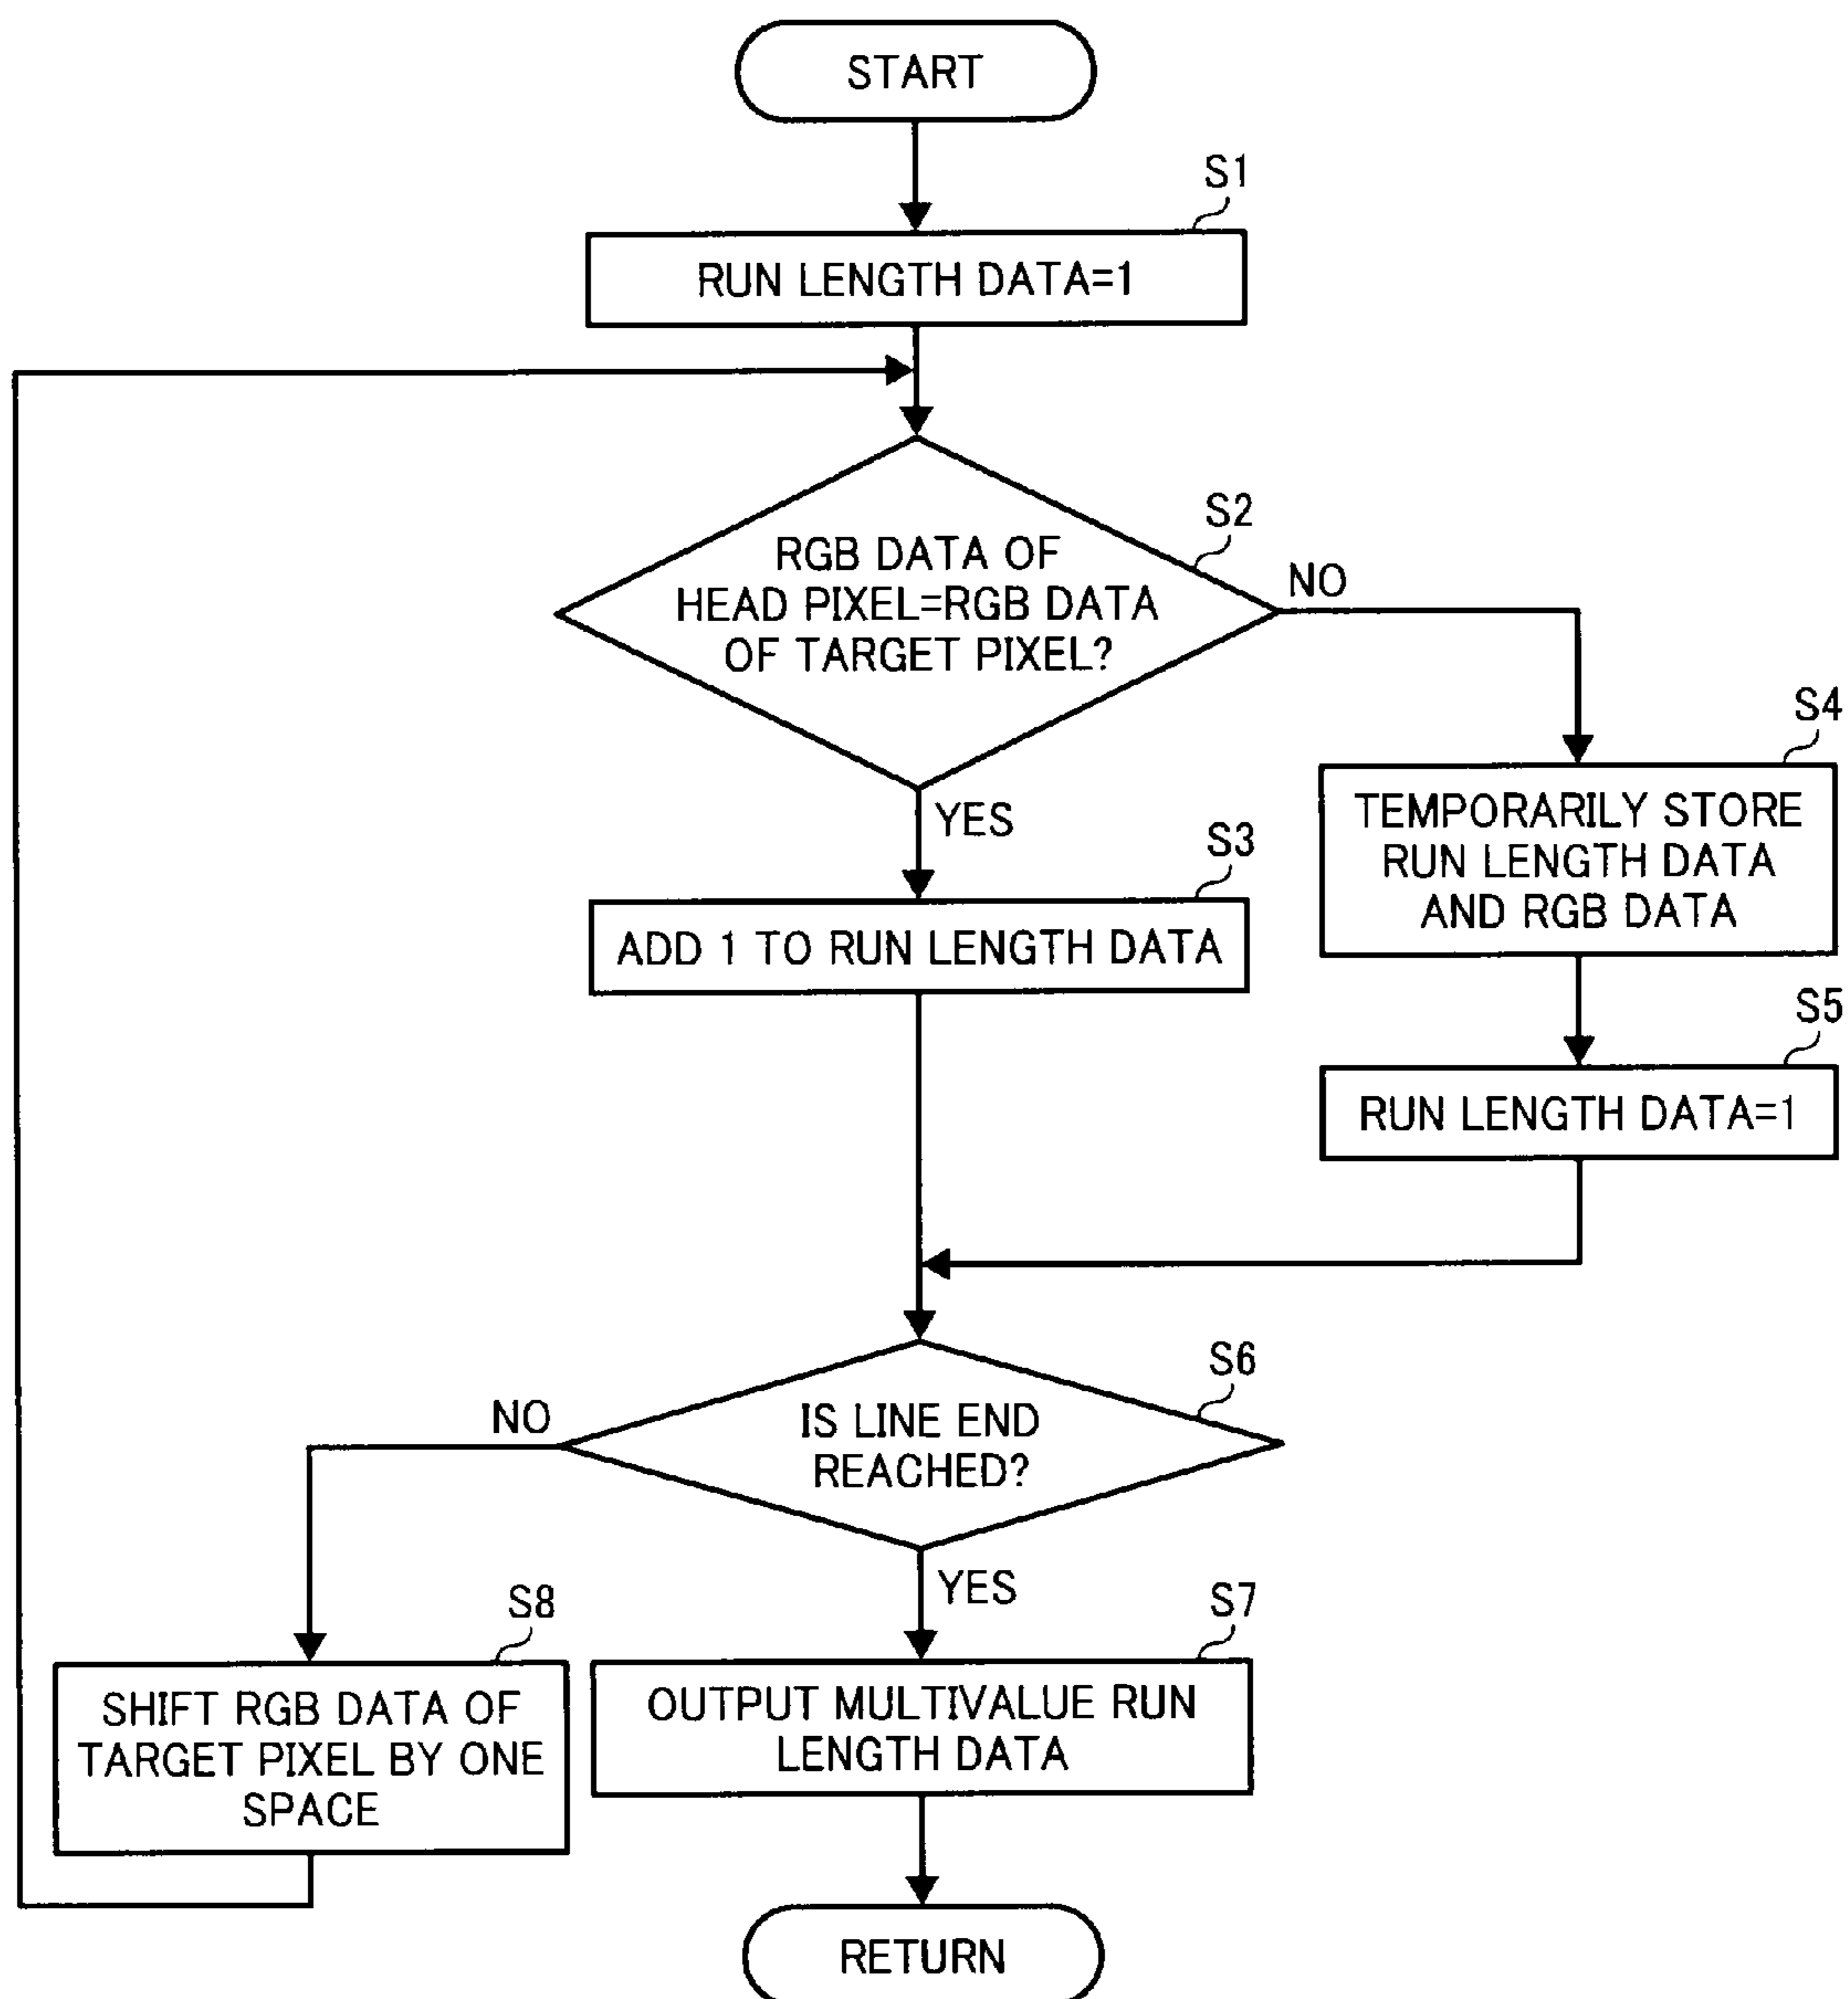 START
S1
RUN LENGTH DATA=1
S2
RGB DATA OF
HEAD PIXEL=RGB DATA
OF TARGET PIXEL?
NO
YES
S4
TEMPORARILY STORE
RUN LENGTH DATA
AND RGB DATA
S3
ADD 1 TO RUN LENGTH DATA
S5
RUN LENGTH DATA=1
S6
IS LINE END
REACHED?
NO
YES
S8
SHIFT RGB DATA OF
TARGET PIXEL BY ONE
SPACE
S7
OUTPUT MULTIVALUE RUN
LENGTH DATA
RETURN